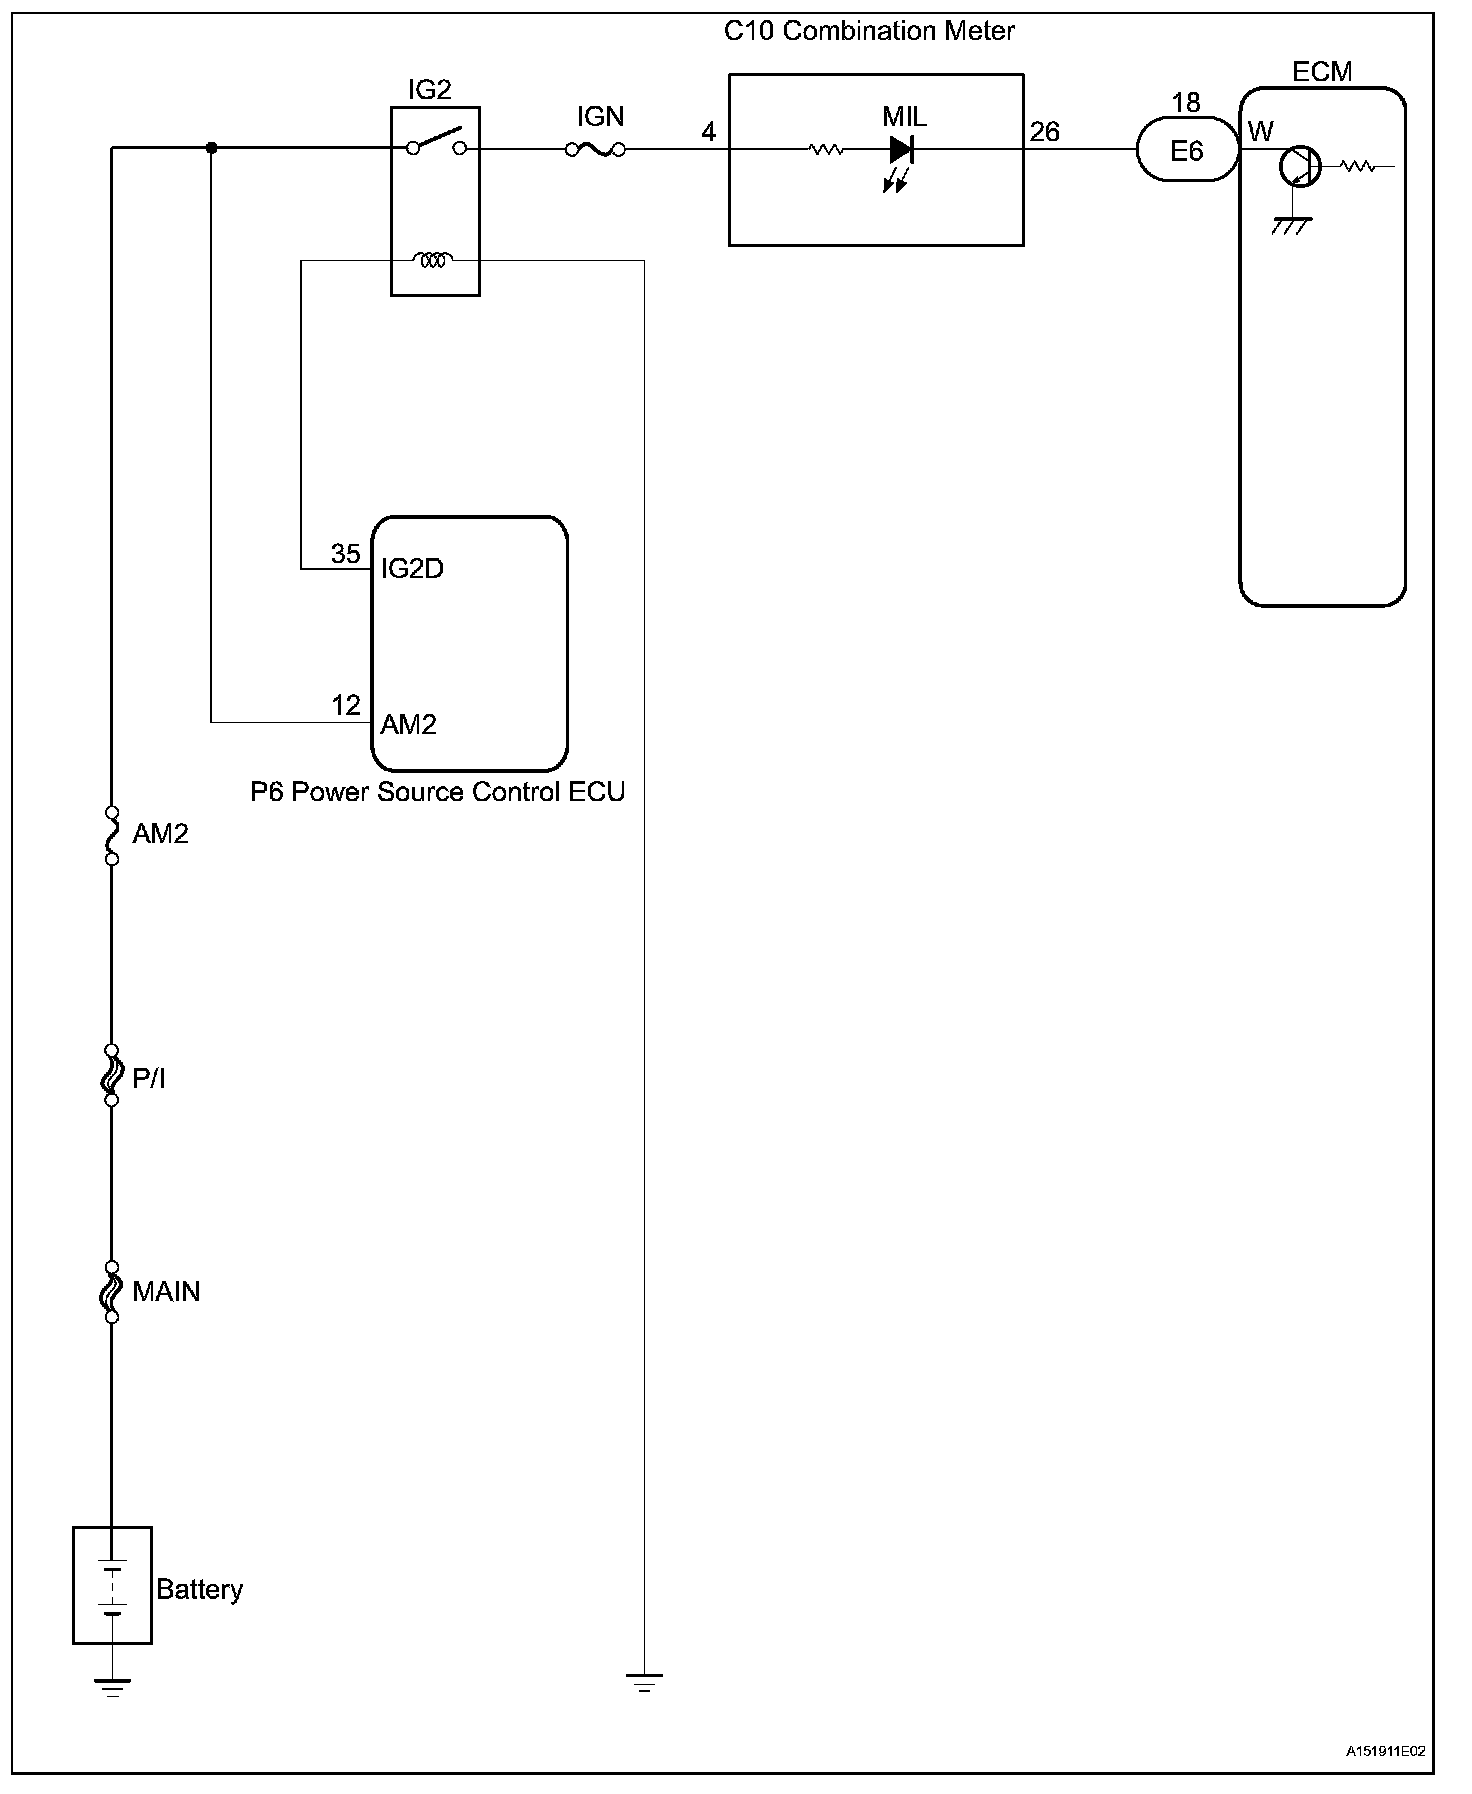 C10 Combination Meter
ECM
IG2
IGN
4
MIL
26
18
E6
W
35
IG2D
12
AM2
P6 Power Source Control ECU
AM2
P/I
MAIN
Battery
A151911E02